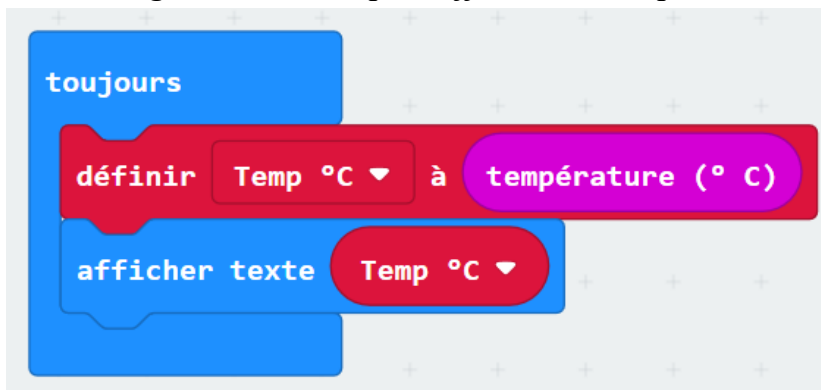 toujours
définir Temp °C à température (° C)
afficher texte Temp °C